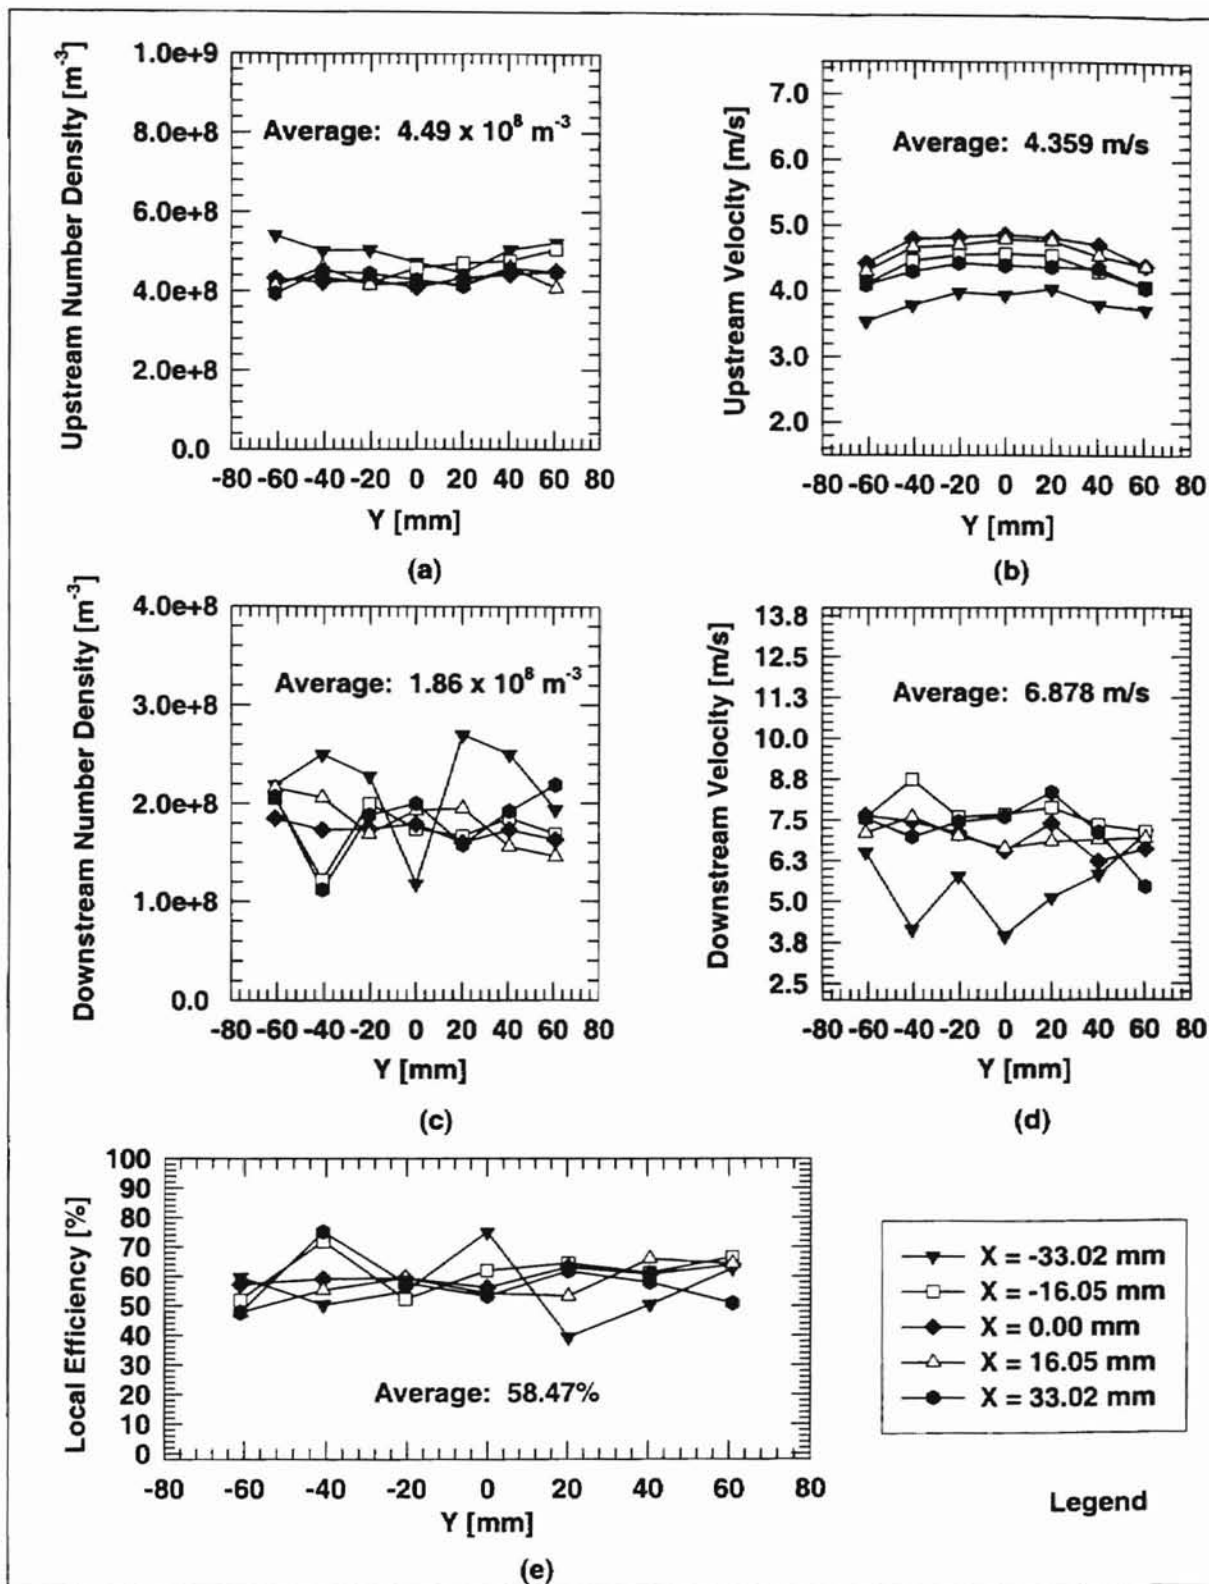 Upstream Number Density [m⁻³]
1.0e+9
8.0e+8
6.0e+8
4.0e+8
2.0e+8
0.0
Average: 4.49 x 10⁸ m⁻³
-80 -60 -40 -20 0 20 40 60 80
Y [mm]
(a)
Upstream Velocity [m/s]
7.0
6.0
5.0
4.0
3.0
2.0
Average: 4.359 m/s
-80 -60 -40 -20 0 20 40 60 80
Y [mm]
(b)
Downstream Number Density [m⁻³]
4.0e+8
3.0e+8
2.0e+8
1.0e+8
0.0
Average: 1.86 x 10⁸ m⁻³
-80 -60 -40 -20 0 20 40 60 80
Y [mm]
(c)
Downstream Velocity [m/s]
13.8
12.5
11.3
10.0
8.8
7.5
6.3
5.0
3.8
2.5
Average: 6.878 m/s
-80 -60 -40 -20 0 20 40 60 80
Y [mm]
(d)
Local Efficiency [%]
100
90
80
70
60
50
40
30
20
10
0
Average: 58.47%
-80 -60 -40 -20 0 20 40 60 80
Y [mm]
(e)
X = -33.02 mm
X = -16.05 mm
X = 0.00 mm
X = 16.05 mm
X = 33.02 mm
Legend